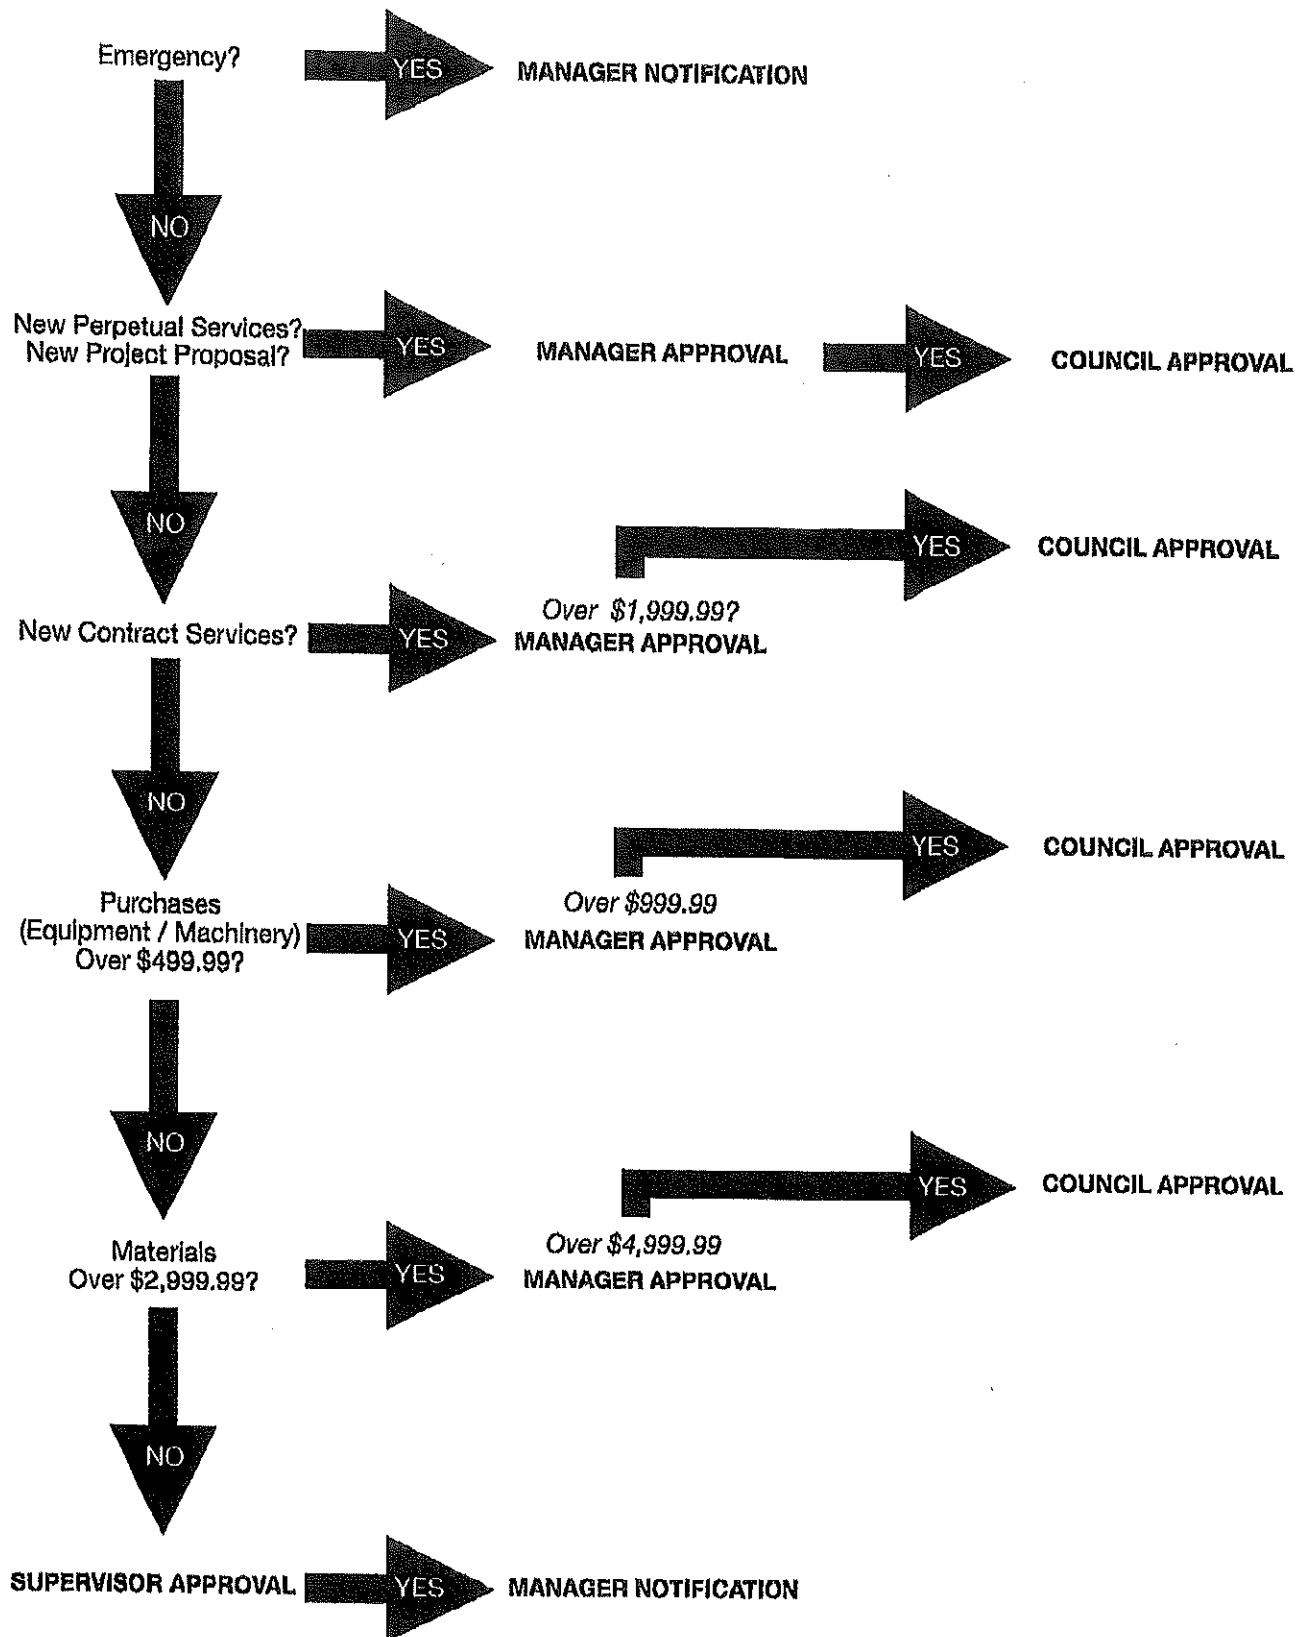 Emergency?
YES
MANAGER NOTIFICATION
NO
New Perpetual Services?
New Project Proposal?
YES
MANAGER APPROVAL
YES
COUNCIL APPROVAL
NO
YES
COUNCIL APPROVAL
New Contract Services?
YES
Over $1,999.99?
MANAGER APPROVAL
NO
YES
COUNCIL APPROVAL
Purchases
(Equipment / Machinery)
Over $499.99?
YES
Over $999.99
MANAGER APPROVAL
NO
YES
COUNCIL APPROVAL
Materials
Over $2,999.99?
YES
Over $4,999.99
MANAGER APPROVAL
NO
SUPERVISOR APPROVAL
YES
MANAGER NOTIFICATION